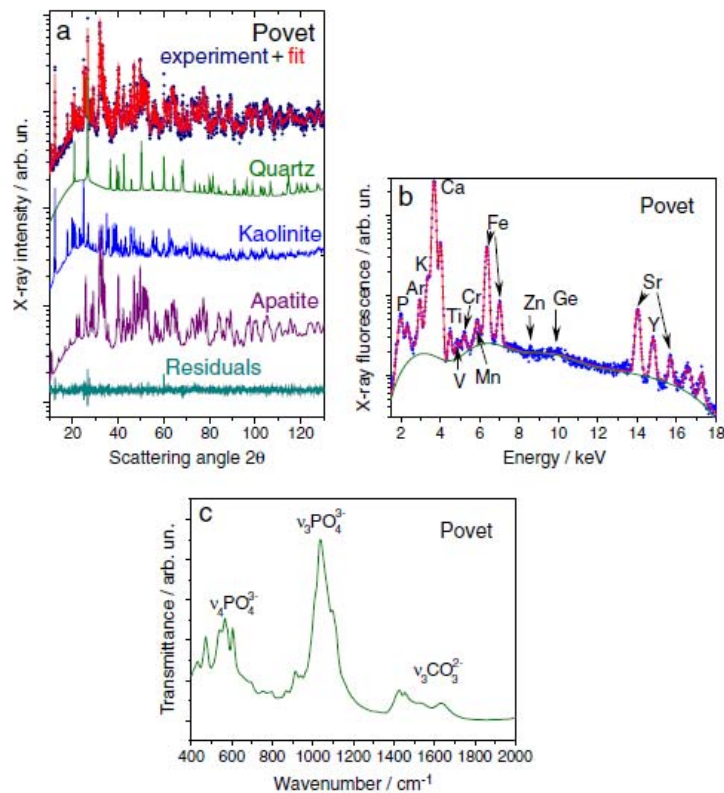 a
Povet
experiment + fit
Quartz
Kaolinite
Apatite
Residuals
X-ray intensity / arb. un.
20 40 60 80 100 120
Scattering angle 2θ
b
Povet
Ca
Fe
K
Ar
P
Ti
Cr
V
Mn
Zn
Ge
Sr
Y
X-ray fluorescence / arb. un.
2 4 6 8 10 12 14 16 18
Energy / keV
c
Povet
ν₃PO₄³⁻
ν₄PO₄³⁻
ν₃CO₃²⁻
Transmittance / arb. un.
400 600 800 1000 1200 1400 1600 1800 2000
Wavenumber / cm⁻¹